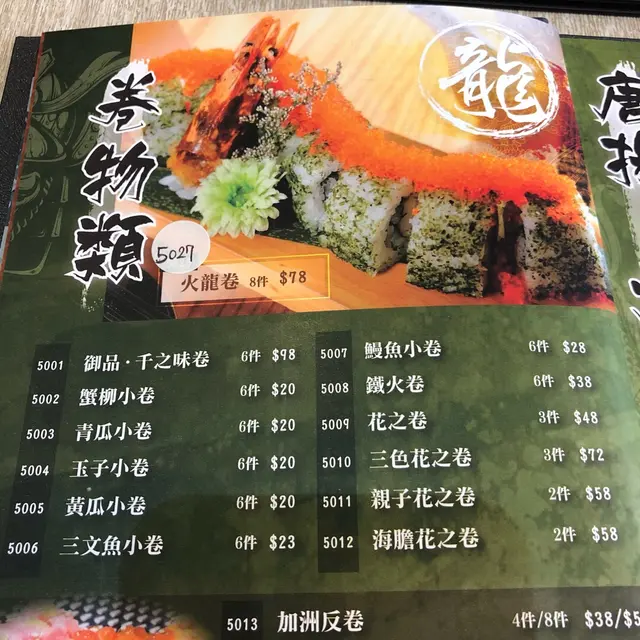 龍
卷物類
5027
火龍卷 8件 $78
5001 御品·千之味卷 6件 $98
5002 蟹柳小卷 6件 $20
5003 青瓜小卷 6件 $20
5004 玉子小卷 6件 $20
5005 黃瓜小卷 6件 $20
5006 三文魚小卷 6件 $23
5007 鰻魚小卷 6件 $28
5008 鐵火卷 6件 $38
5009 花之卷 3件 $48
5010 三色花之卷 3件 $72
5011 親子花之卷 2件 $58
5012 海膽花之卷 2件 $58
5013 加洲反卷 4件/8件 $38/$5
唐揚